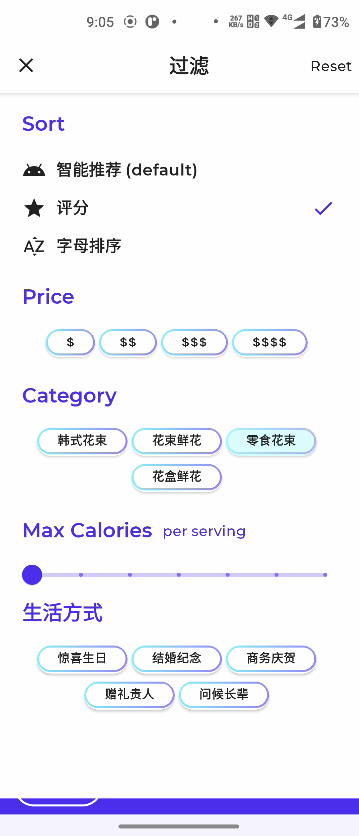 9:05 267 KB/s 4G 73%
过滤 Reset
Sort
智能推荐 (default)
评分
AZ 字母排序
Price
$ $$ $$$ $$$$
Category
韩式花束 花束鲜花 零食花束
花盒鲜花
Max Calories per serving
生活方式
惊喜生日 结婚纪念 商务庆贺
赠礼贵人 问候长辈